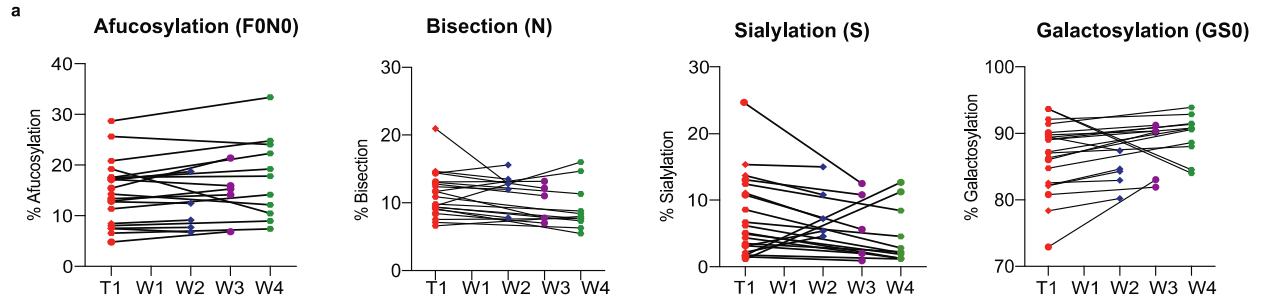 a
Afucosylation (F0N0)
% Afucosylation
40
30
20
10
0
T1 W1 W2 W3 W4
Bisection (N)
% Bisection
30
20
10
0
T1 W1 W2 W3 W4
Sialylation (S)
% Sialylation
30
20
10
0
T1 W1 W2 W3 W4
Galactosylation (GS0)
% Galactosylation
100
90
80
70
T1 W1 W2 W3 W4